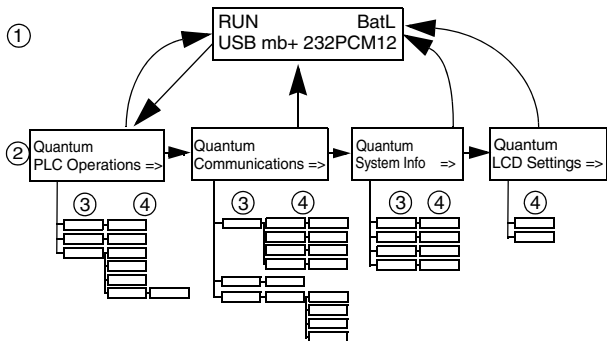 ① RUN BatL
USB mb+ 232PCM12
② Quantum
PLC Operations =>
Quantum
Communications =>
Quantum
System Info =>
Quantum
LCD Settings =>
③ ④ ③ ④ ③ ④ ④